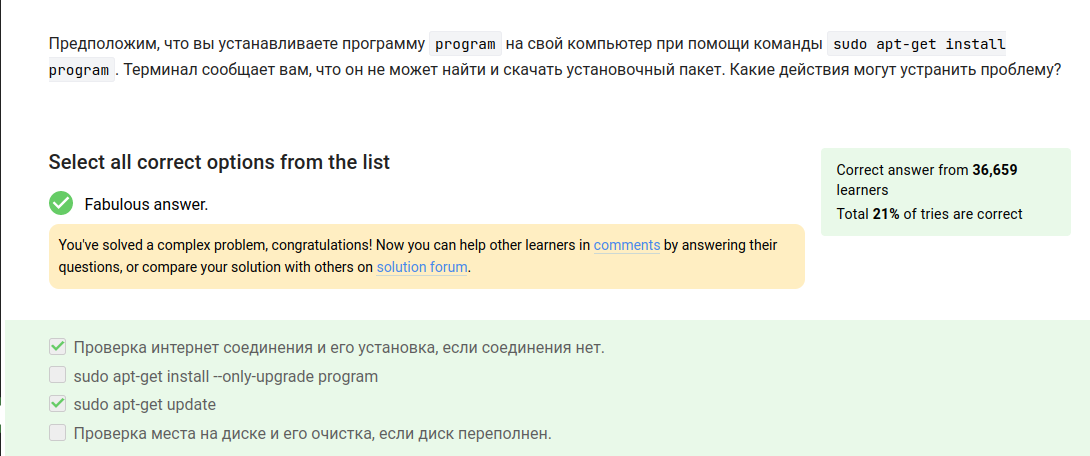 Предположим, что вы устанавливаете программу program на свой компьютер при помощи команды sudo apt-get install
program. Терминал сообщает вам, что он не может найти и скачать установочный пакет. Какие действия могут устранить проблему?
Select all correct options from the list
Fabulous answer.
You've solved a complex problem, congratulations! Now you can help other learners in comments by answering their
questions, or compare your solution with others on solution forum.
Correct answer from 36,659
learners
Total 21% of tries are correct
Проверка интернет соединения и его установка, если соединения нет.
sudo apt-get install --only-upgrade program
sudo apt-get update
Проверка места на диске и его очистка, если диск переполнен.